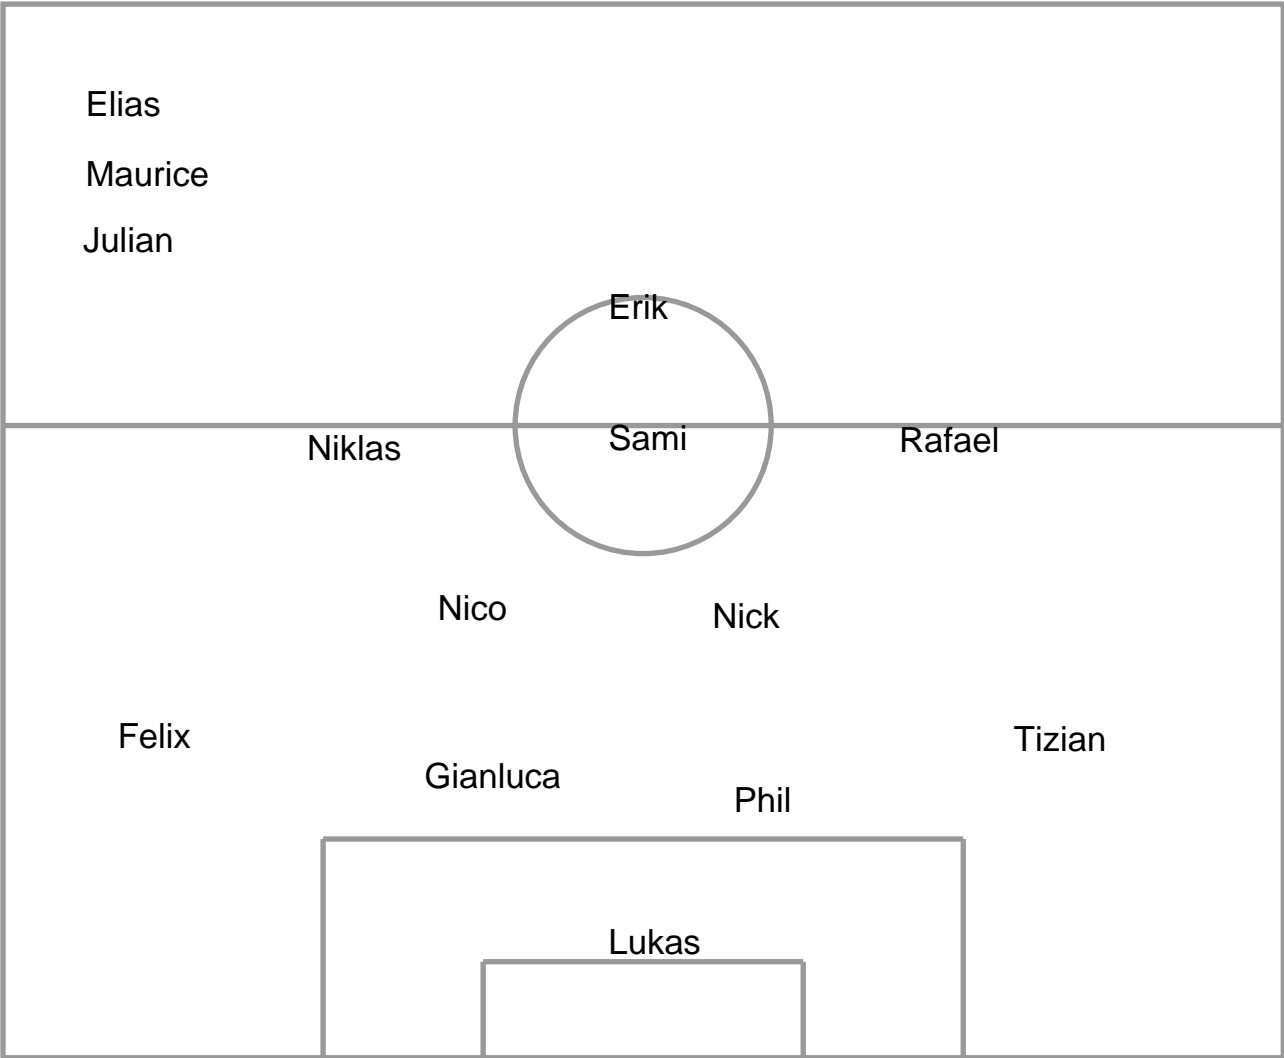 Elias
Maurice
Julian
Erik
Niklas Sami Rafael
Nico Nick
Felix Tizian
Gianluca Phil
Lukas